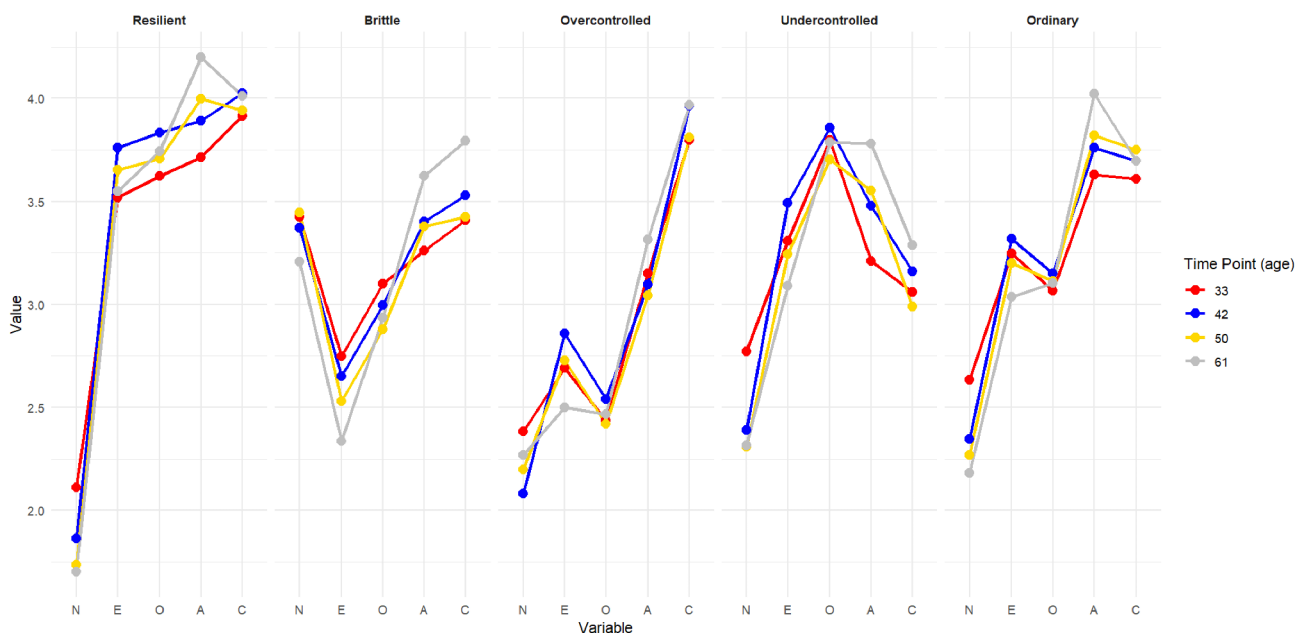 Resilient Brittle Overcontrolled Undercontrolled Ordinary
4.0
3.5
3.0
2.5
2.0
Value
N E O A C N E O A C N E O A C N E O A C N E O A C
Variable
Time Point (age)
33
42
50
61